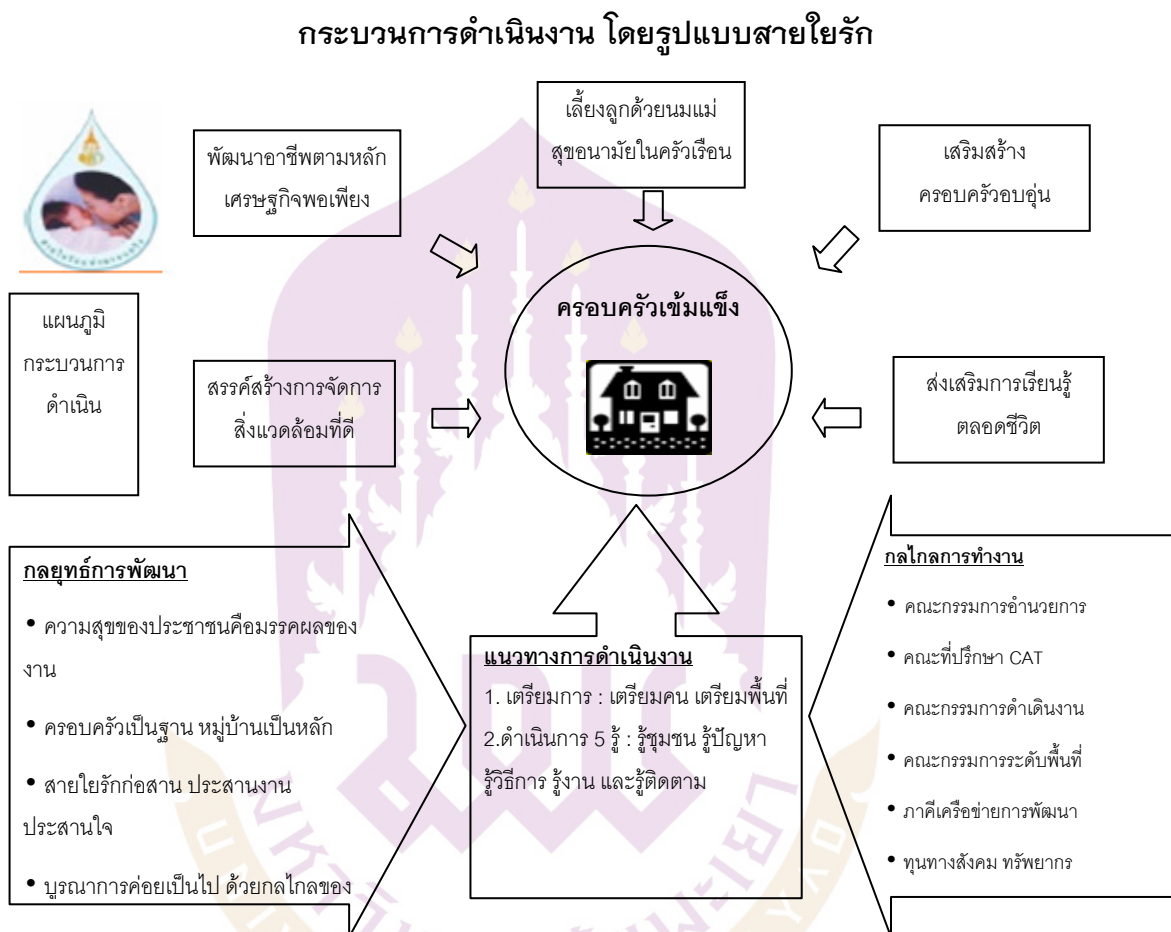 กระบวนการดำเนินงาน โดยรูปแบบสายใยรัก
เลี้ยงลูกด้วยนมแม่
สุขอนามัยในครัวเรือน
พัฒนาอาชีพตามหลัก
เศรษฐกิจพอเพียง
เสริมสร้าง
ครอบครัวอบอุ่น
แผนภูมิ
กระบวนการ
ดำเนิน
ครอบครัวเข้มแข็ง
สรรค์สร้างการจัดการ
สิ่งแวดล้อมที่ดี
ส่งเสริมการเรียนรู้
ตลอดชีวิต
กลยุทธ์การพัฒนา
• ความสุขของประชาชนคือมรรคผลของ
งาน
• ครอบครัวเป็นฐาน หมู่บ้านเป็นหลัก
• สายใยรักก่อสาน ประสานงาน
ประสานใจ
• บูรณาการค่อยเป็นไป ด้วยกลไกลของ
แนวทางการดำเนินงาน
1. เตรียมการ : เตรียมคน เตรียมพื้นที่
2.ดำเนินการ 5 รู้ : รู้ชุมชน รู้ปัญหา
รู้วิธีการ รู้งาน และรู้ติดตาม
กลไกลการทำงาน
• คณะกรรมการอำนวยการ
• คณะที่ปรึกษา CAT
• คณะกรรมการดำเดินงาน
• คณะกรรมการระดับพื้นที่
• ภาคีเครือข่ายการพัฒนา
• ทุนทางสังคม ทรัพยากร